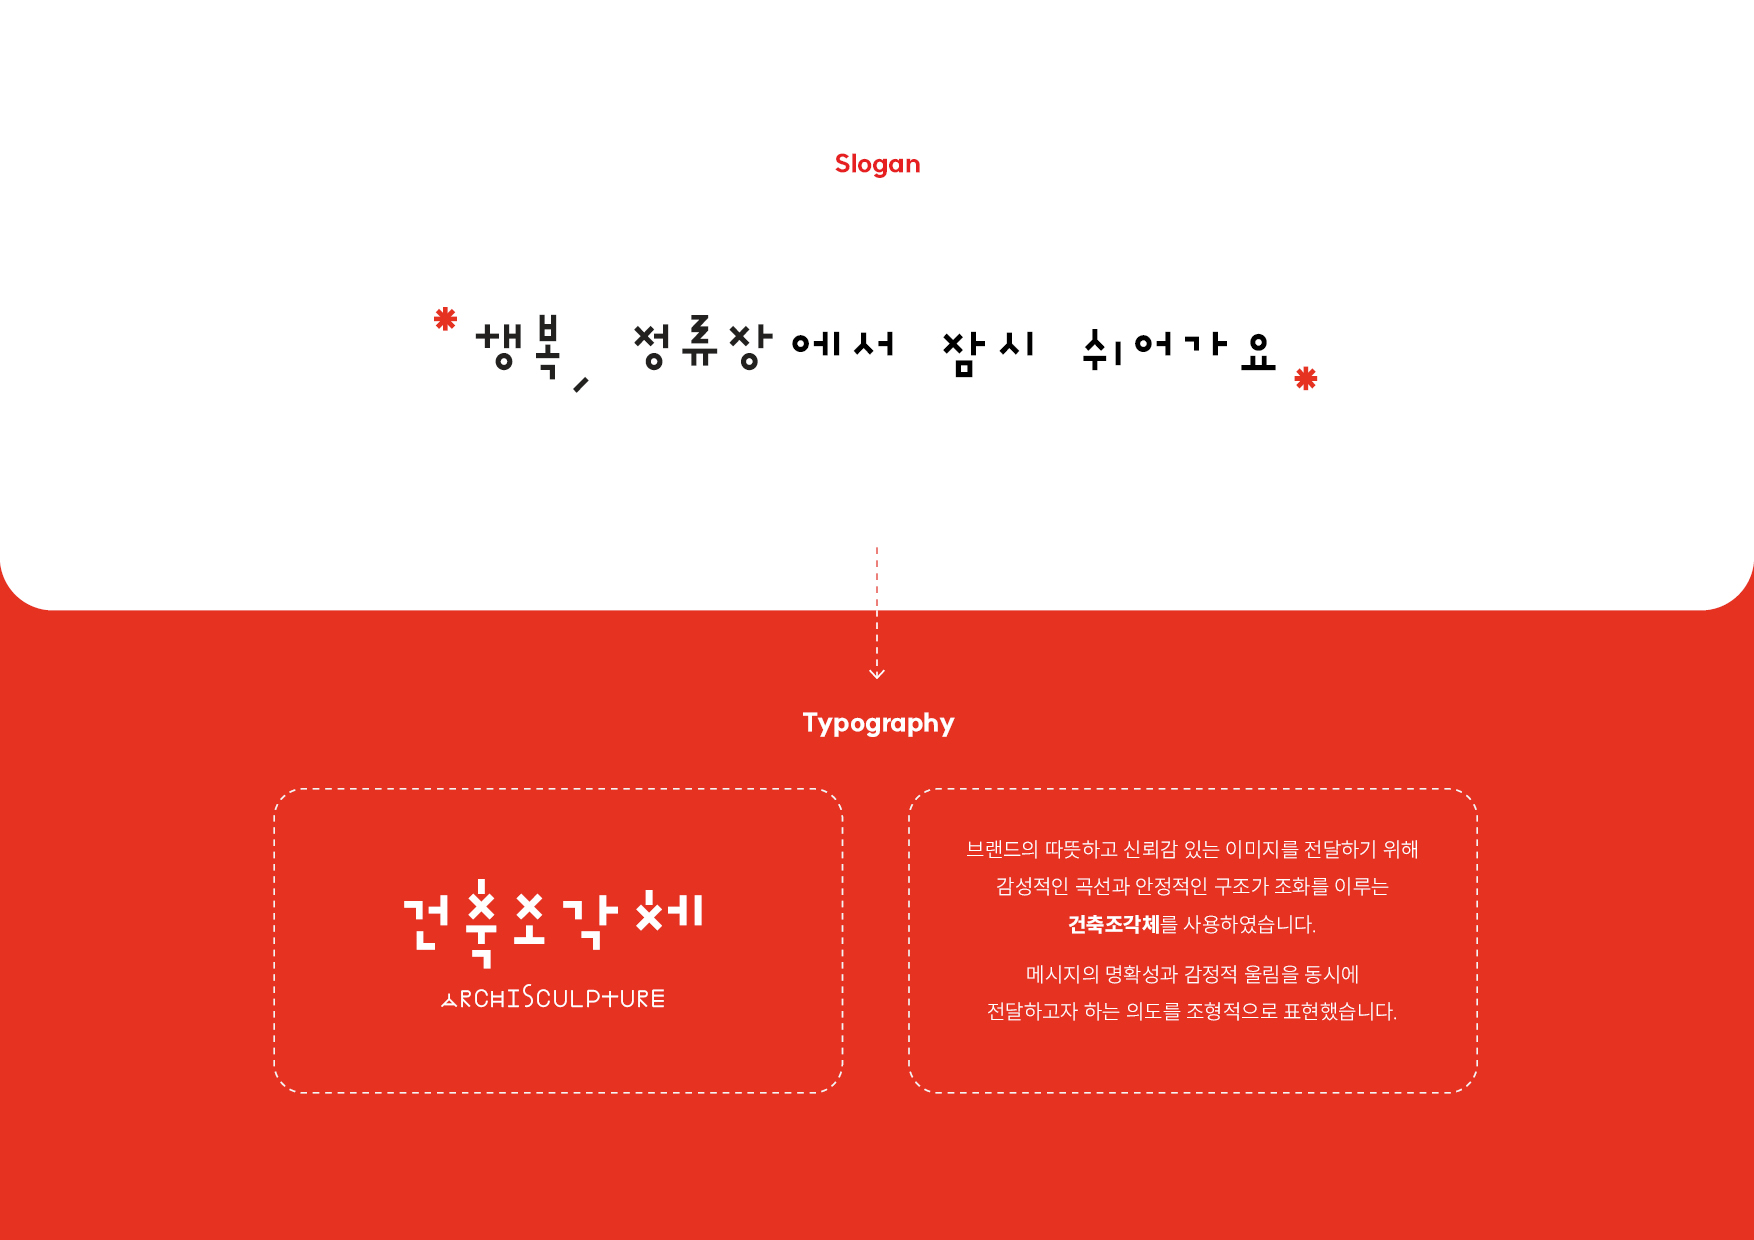 Slogan
*행복, 정류장에서 잠시 쉬어가요*
Typography
건축조각체
ARCHISCULPTURE
브랜드의 따뜻하고 신뢰감 있는 이미지를 전달하기 위해
감성적인 곡선과 안정적인 구조가 조화를 이루는
건축조각체를 사용하였습니다.
메시지의 명확성과 감정적 울림을 동시에
전달하고자 하는 의도를 조형적으로 표현했습니다.